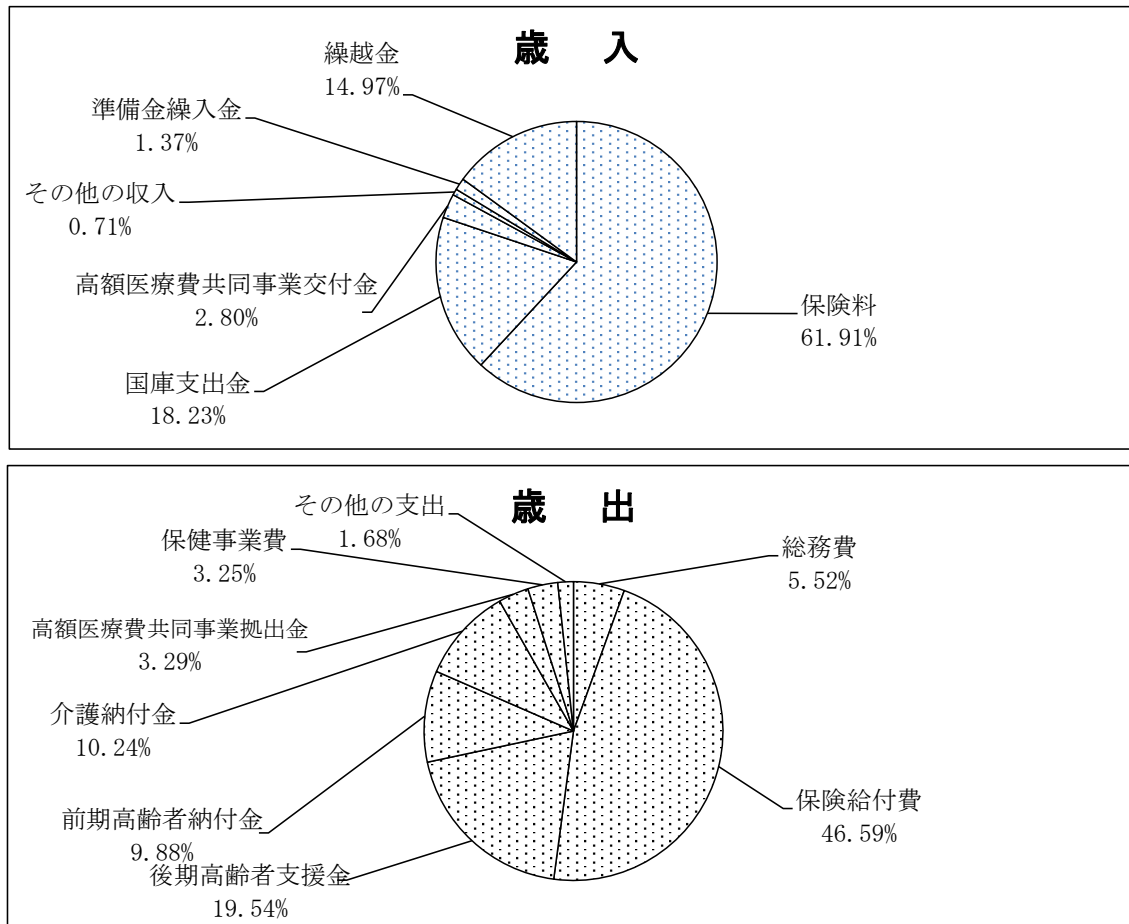 歳 入
繰越金
14.97%
準備金繰入金
1.37%
その他の収入
0.71%
高額医療費共同事業交付金
2.80%
国庫支出金
18.23%
保険料
61.91%
歳 出
その他の支出
1.68%
保健事業費
3.25%
高額医療費共同事業拠出金
3.29%
介護納付金
10.24%
前期高齢者納付金
9.88%
後期高齢者支援金
19.54%
総務費
5.52%
保険給付費
46.59%